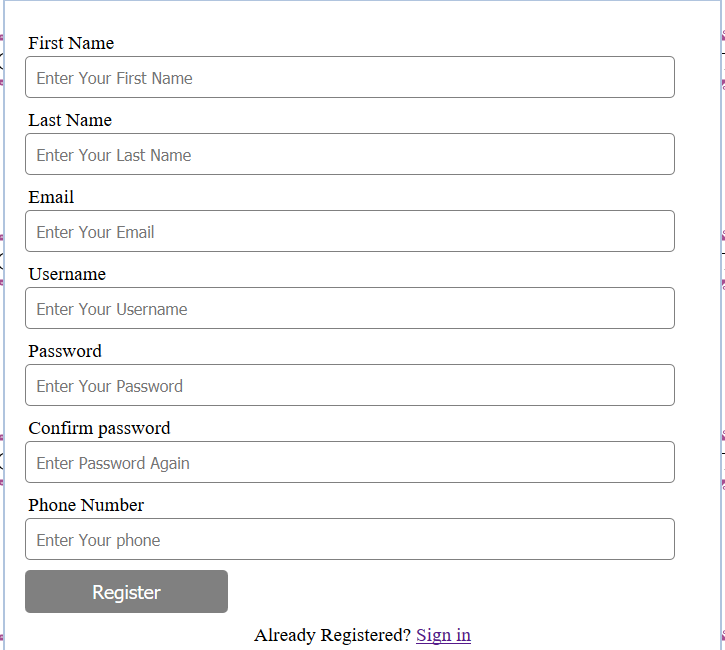 First Name
Enter Your First Name
Last Name
Enter Your Last Name
Email
Enter Your Email
Username
Enter Your Username
Password
Enter Your Password
Confirm password
Enter Password Again
Phone Number
Enter Your phone
Register
Already Registered? Sign in